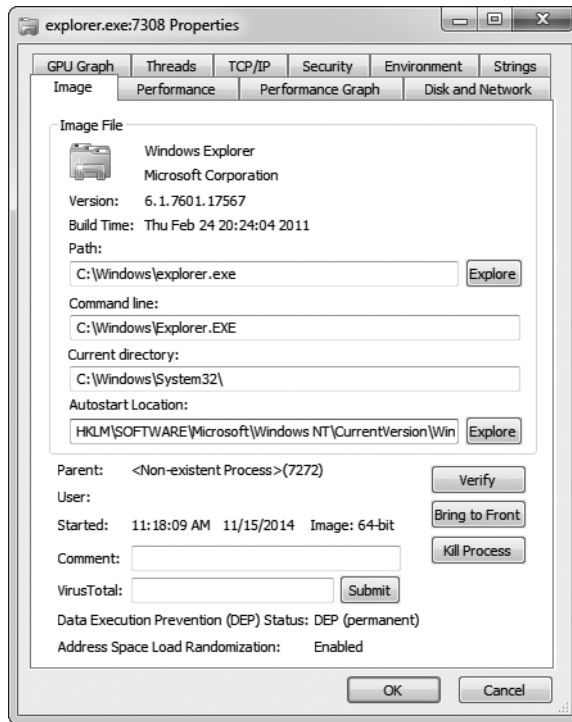 explorer.exe:7308 Properties
GPU Graph Threads TCP/IP Security Environment Strings
Image Performance Performance Graph Disk and Network
Image File
Windows Explorer
Microsoft Corporation
Version: 6.1.7601.17567
Build Time: Thu Feb 24 20:24:04 2011
Path:
C:\Windows\explorer.exe Explore
Command line:
C:\Windows\Explorer.EXE
Current directory:
C:\Windows\System32\
Autostart Location:
HKLM\SOFTWARE\Microsoft\Windows NT\CurrentVersion\Win Explore
Parent: <Non-existent Process>(7272) Verify
User:
Bring to Front
Started: 11:18:09 AM 11/15/2014 Image: 64-bit
Kill Process
Comment:
VirusTotal: Submit
Data Execution Prevention (DEP) Status: DEP (permanent)
Address Space Load Randomization: Enabled
OK Cancel